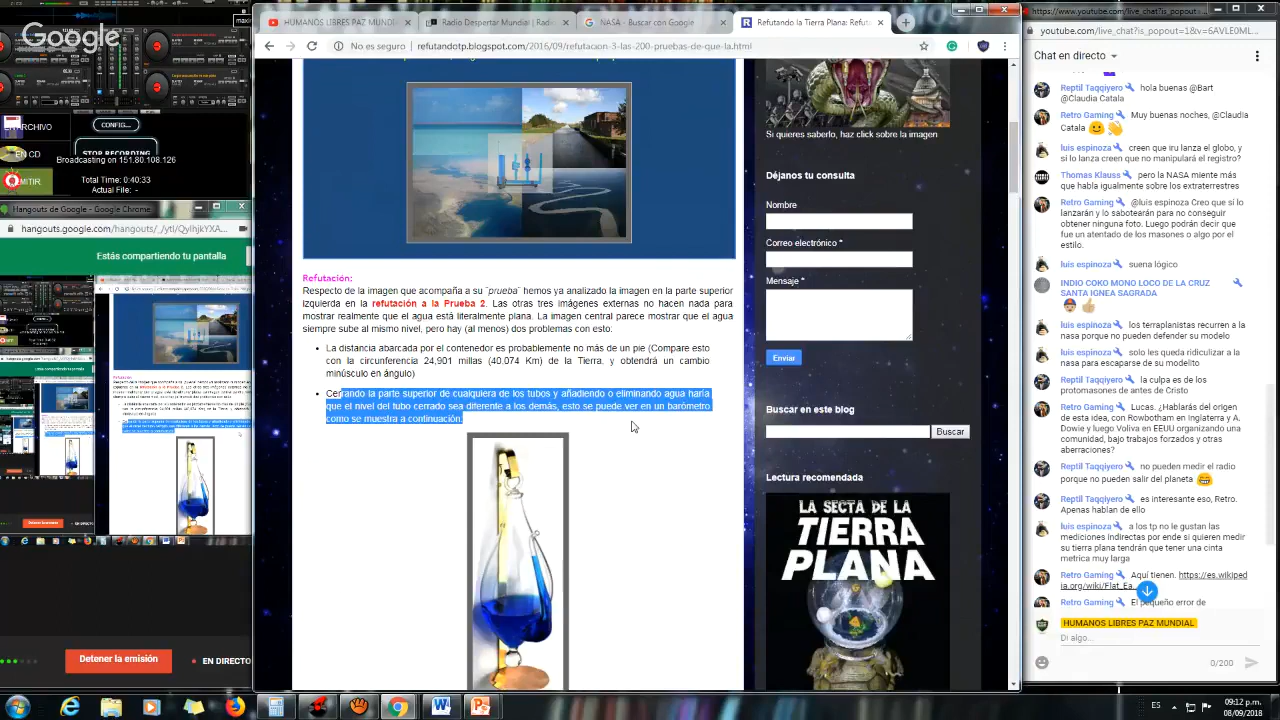 Google
maxi
ARCHIVO
EN CD
EMITIR
CONFIG...
STOP RECORDING
Broadcasting on 151.80.108.126
Total Time: 0:40:33
Actual File: -
Hangouts de Google - Google Chrome
hangouts.google.com/hangouts/_/ytl/QylhjkYXA...
Estás compartiendo tu pantalla
Detener la emisión
EN DIRECTO
HUMANOS LIBRES PAZ MUNDIAL
Radio Despertar Mundial | Radio
NASA - Buscar con Google
Refutando la Tierra Plana: Refut
No es seguro | refutandotp.blogspot.com/2016/09/refutacion-3-las-200-pruebas-de-que-la.html
Refutación:
Respecto de la imagen que acompaña a su "prueba" hemos ya analizado la imagen en la parte superior
izquierda en la refutación a la Prueba 2. Las otras tres imágenes externas no hacen nada para
mostrar realmente que el agua está literalmente plana. La imagen central parece mostrar que el agua
siempre sube al mismo nivel, pero hay (al menos) dos problemas con esto:
• La distancia abarcada por el contenedor es probablemente no más de un pie (Compare esto
con la circunferencia 24,901 millas (40.074 Km) de la Tierra, y obtendrá un cambio
minúsculo en ángulo)
• Cerrando la parte superior de cualquiera de los tubos y añadiendo o eliminando agua haría
que el nivel del tubo cerrado sea diferente a los demás, esto se puede ver en un barómetro
como se muestra a continuación:
Si quieres saberlo, haz click sobre la imagen
Déjanos tu consulta
Nombre
Correo electrónico *
Mensaje *
Enviar
Buscar en este blog
Buscar
Lectura recomendada
LA SECTA DE LA
TIERRA
PLANA
https://www.youtube.com/live_chat?is_popout=1...
youtube.com/live_chat?is_popout=1&v=6AVLE0ML...
Chat en directo
Reptil Taqqiyero hola buenas @Bart
@Claudia Catala
Retro Gaming Muy buenas noches, @Claudia
Catala 🙂👏
luis espinoza creen que iru lanza el globo, y
si lo lanza creen que no manipulará el registro?
Thomas Klauss pero la NASA miente más
que habla igualmente sobre los extraterrestres
Retro Gaming @luis espinoza Creo que sí lo
lanzarán y lo sabotearán para no conseguir
obtener ninguna foto. Luego podrán decir que
fue un atentado de los masones o algo por el
estilo.
luis espinoza suena lógico
INDIO COKO MONO LOCO DE LA CRUZ
SANTA IGNEA SAGRADA
luis espinoza los terraplanistas recurren a la
nasa porque no pueden defender su modelo
luis espinoza solo les queda ridiculizar a la
nasa para escaparse de su modelito
Reptil Taqqiyero la culpa es de los
protomasones de antes de Cristo
Retro Gaming Lucas. ¿Hablarás del origen
de esta idea, con Rowbotham en Inglaterra y A.
Dowie y luego Voliva en EEUU organizando una
comunidad, bajo trabajos forzados y otras
aberraciones?
Reptil Taqqiyero no pueden medir el radio
porque no pueden salir del planeta 😁
Reptil Taqqiyero es interesante eso, Retro.
Apenas hablan de ello
luis espinoza a los tp no le gustan las
mediciones indirectas por ende si quieren medir
su tierra plana tendrán que tener una cinta
metrica muy larga
Retro Gaming Aquí tienen. https://es.wikiped
ia.org/wiki/Flat_Ea...
Retro Gaming El pequeño error de
HUMANOS LIBRES PAZ MUNDIAL
Di algo...
0/200
ES
09:12 p.m.
08/09/2018